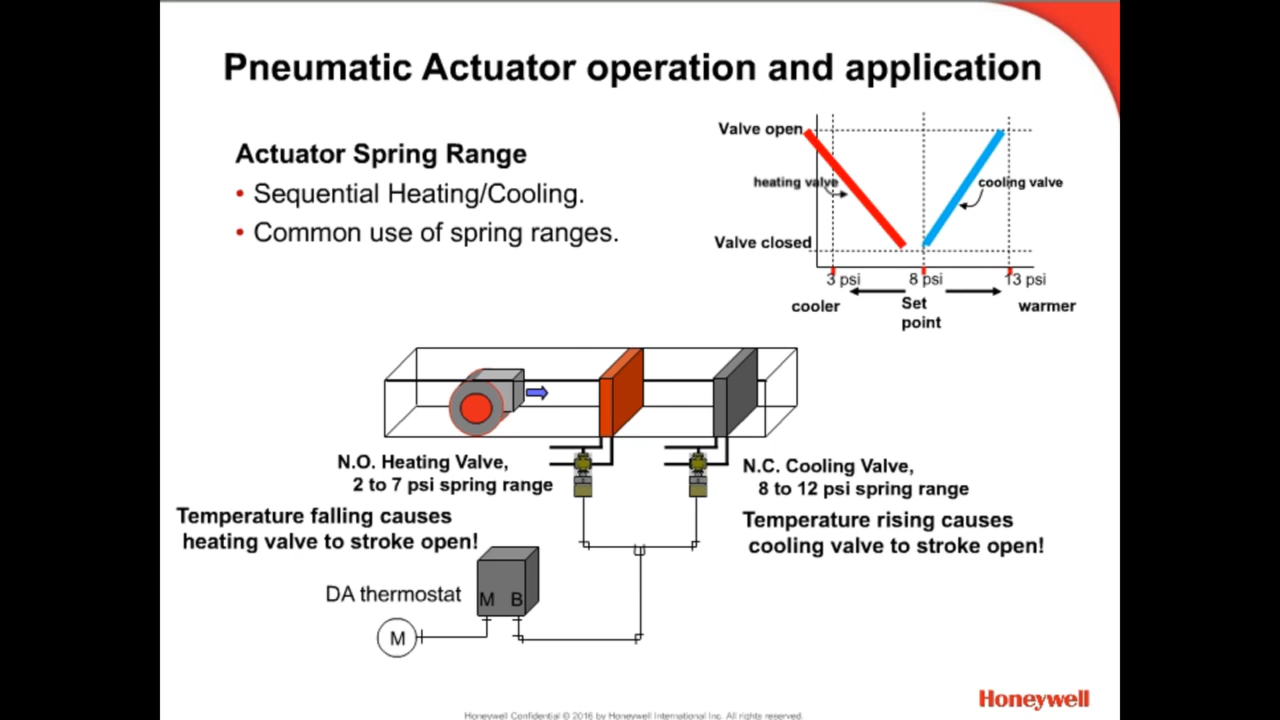 Pneumatic Actuator operation and application
Actuator Spring Range
• Sequential Heating/Cooling.
• Common use of spring ranges.
Valve open
heating valve
cooling valve
Valve closed
3 psi
8 psi
13 psi
cooler
Set
point
warmer
N.O. Heating Valve,
2 to 7 psi spring range
N.C. Cooling Valve,
8 to 12 psi spring range
Temperature falling causes
heating valve to stroke open!
Temperature rising causes
cooling valve to stroke open!
DA thermostat
M B
M
Honeywell
Honeywell Confidential © 2016 by Honeywell International Inc. All rights reserved.